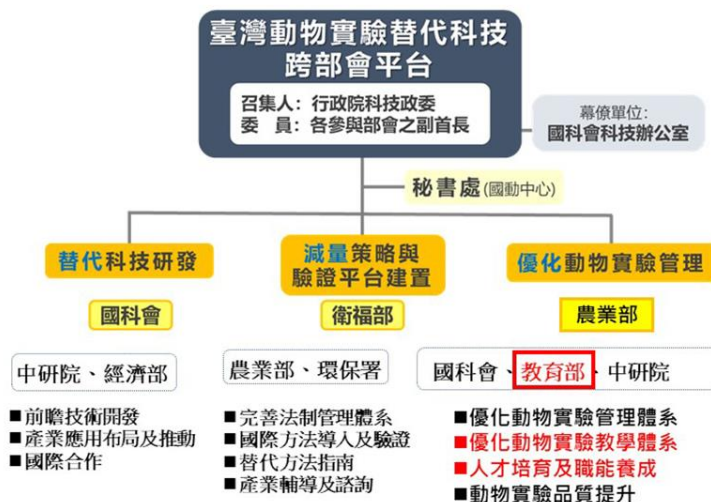 臺灣動物實驗替代科技
跨部會平台
召集人：行政院科技政委
委　員：各參與部會之副首長
幕僚單位：
國科會科技辦公室
秘書處(國動中心)
替代科技研發
國科會
中研院、經濟部
■前瞻技術開發
■產業應用布局及推動
■國際合作
減量策略與
驗證平台建置
衛福部
農業部、環保署
■完善法制管理體系
■國際方法導入及驗證
■替代方法指南
■產業輔導及諮詢
優化動物實驗管理
農業部
國科會、教育部、中研院
■優化動物實驗管理體系
■優化動物實驗教學體系
■人才培育及職能養成
■動物實驗品質提升